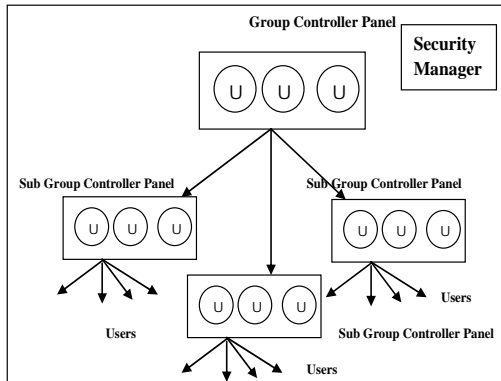 Group Controller Panel
Security
Manager
U U U
Sub Group Controller Panel
Sub Group Controller Panel
U U U
U U U
U U U
Users
Users
Sub Group Controller Panel
Users